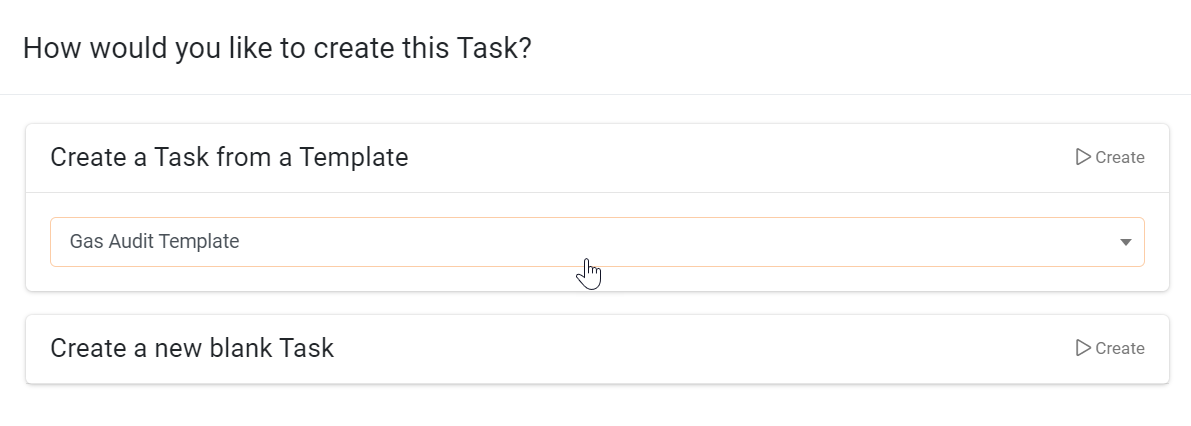 How would you like to create this Task?
Create a Task from a Template
Create
Gas Audit Template
Create a new blank Task
Create